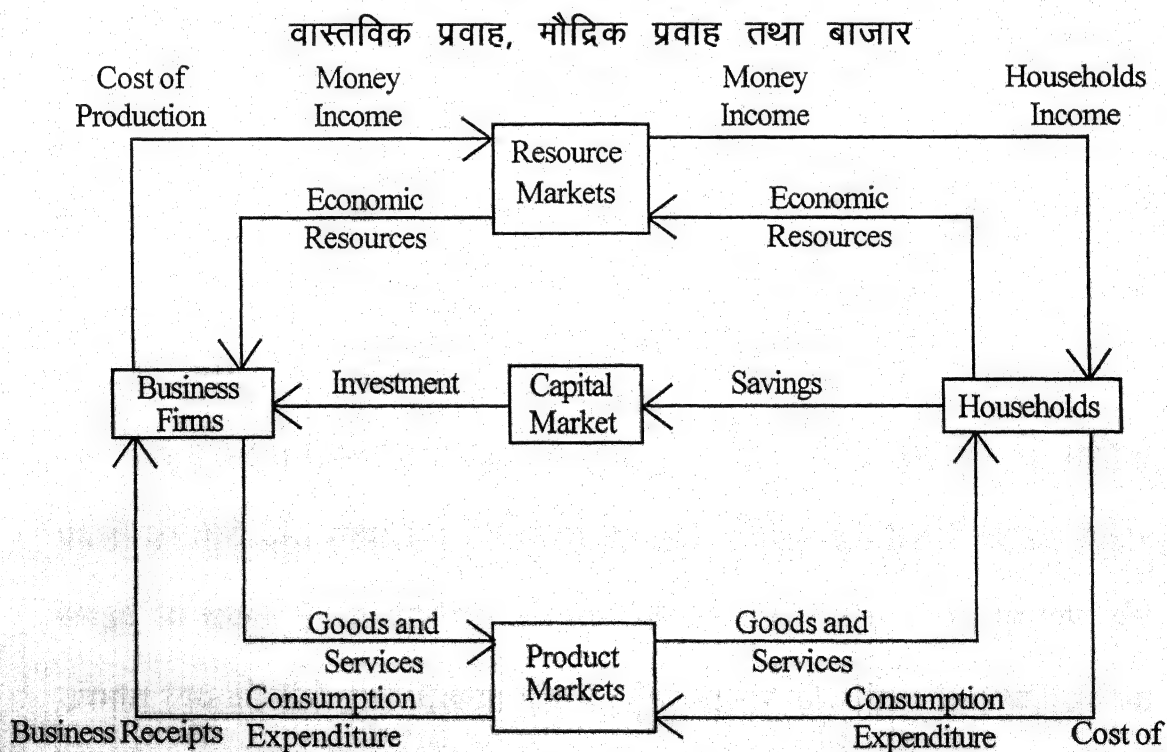 वास्तविक प्रवाह, मौद्रिक प्रवाह तथा बाजार
Cost of
Production
Money
Income
Money
Income
Households
Income
Resource
Markets
Economic
Resources
Economic
Resources
Business
Firms
Investment
Capital
Market
Savings
Households
Goods and
Services
Product
Markets
Goods and
Services
Business Receipts
Consumption
Expenditure
Consumption
Expenditure
Cost of